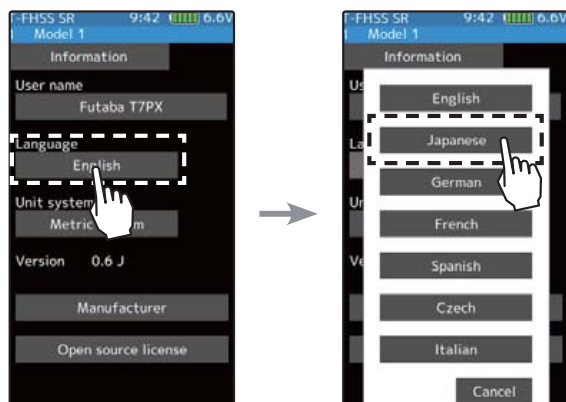 T-FHSS SR 9:42 6.6V
Model 1
Information
User name
Futaba T7PX
Language
English
Unit system
Metric
Version 0.6 J
Manufacturer
Open source license
T-FHSS SR 9:42 6.6V
Model 1
Information
English
Japanese
German
French
Spanish
Czech
Italian
Cancel